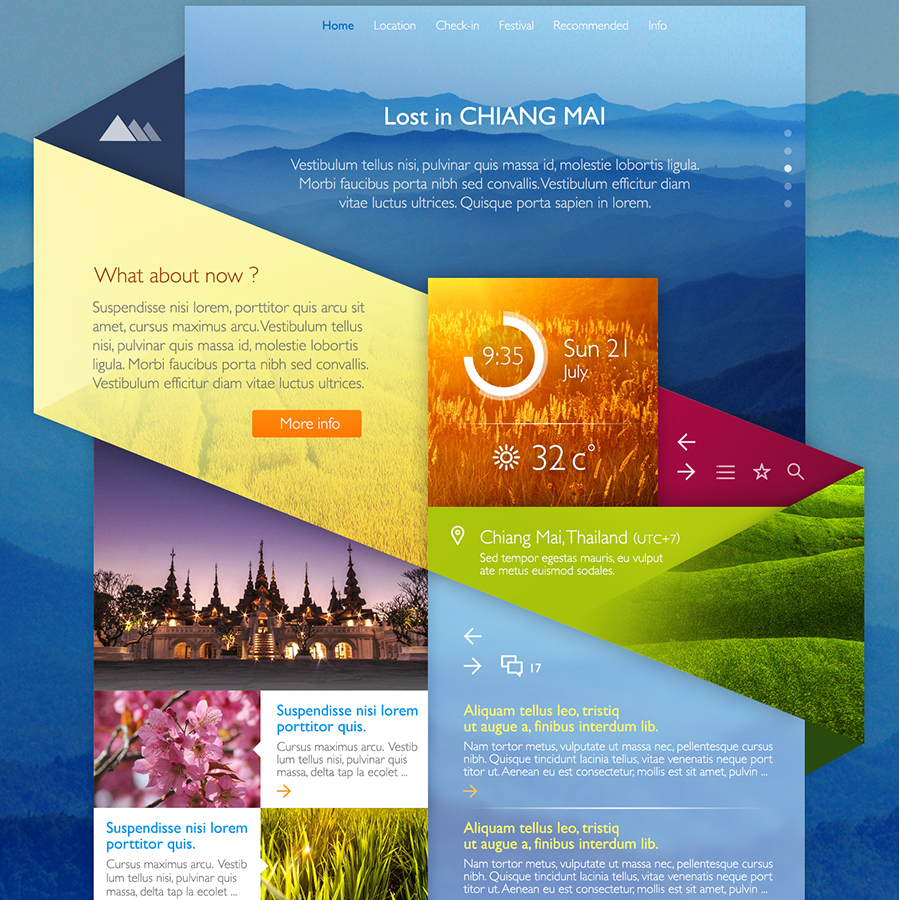 Home Location Check-in Festival Recommended Info
Lost in CHIANG MAI
Vestibulum tellus nisi, pulvinar quis massa id, molestie lobortis ligula.
Morbi faucibus porta nibh sed convallis. Vestibulum efficitur diam
vitae luctus ultrices. Quisque porta sapien in lorem.
What about now ?
Suspendisse nisi lorem, porttitor quis arcu sit
amet, cursus maximus arcu. Vestibulum tellus
nisi, pulvinar quis massa id, molestie lobortis
ligula. Morbi faucibus porta nibh sed convallis.
Vestibulum efficitur diam vitae luctus ultrices.
More info
9:35
Sun 21
July
32 c°
Chiang Mai, Thailand (UTC+7)
Sed tempor egestas mauris, eu vulput
ate metus euismod sodales.
17
Suspendisse nisi lorem
porttitor quis.
Cursus maximus arcu. Vestib
lum tellus nisi, pulvinar quis
massa, delta tap la ecolet ...
Suspendisse nisi lorem
porttitor quis.
Cursus maximus arcu. Vestib
lum tellus nisi, pulvinar quis
massa, delta tap la ecolet ...
Aliquam tellus leo, tristiq
ut augue a, finibus interdum lib.
Nam tortor metus, vulputate ut massa nec, pellentesque cursus
nibh. Quisque tincidunt lacinia tellus, vitae venenatis neque portti
titor ut. Aenean eu est consectetur, mollis est sit amet, pulvin ...
Aliquam tellus leo, tristiq
ut augue a, finibus interdum lib.
Nam tortor metus, vulputate ut massa nec, pellentesque cursus
nibh. Quisque tincidunt lacinia tellus, vitae venenatis neque portti
titor ut. Aenean eu est consectetur, mollis est sit amet, pulvin ...